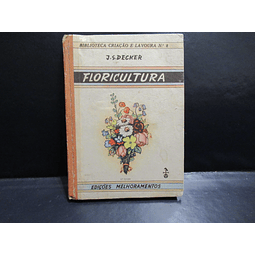 BIBLIOTECA CRIAÇÃO E LAVOURA Nº 8
J.S.DECKER
FLORICULTURA
EDIÇÕES MELHORAMENTOS